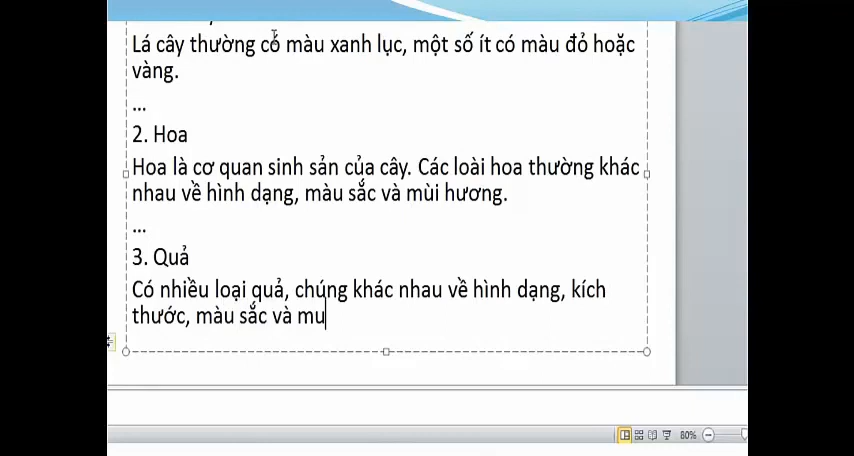 Lá cây thường có màu xanh lục, một số ít có màu đỏ hoặc
vàng.
...
2. Hoa
Hoa là cơ quan sinh sản của cây. Các loài hoa thường khác
nhau về hình dạng, màu sắc và mùi hương.
...
3. Quả
Có nhiều loại quả, chúng khác nhau về hình dạng, kích
thước, màu sắc và mu
80%